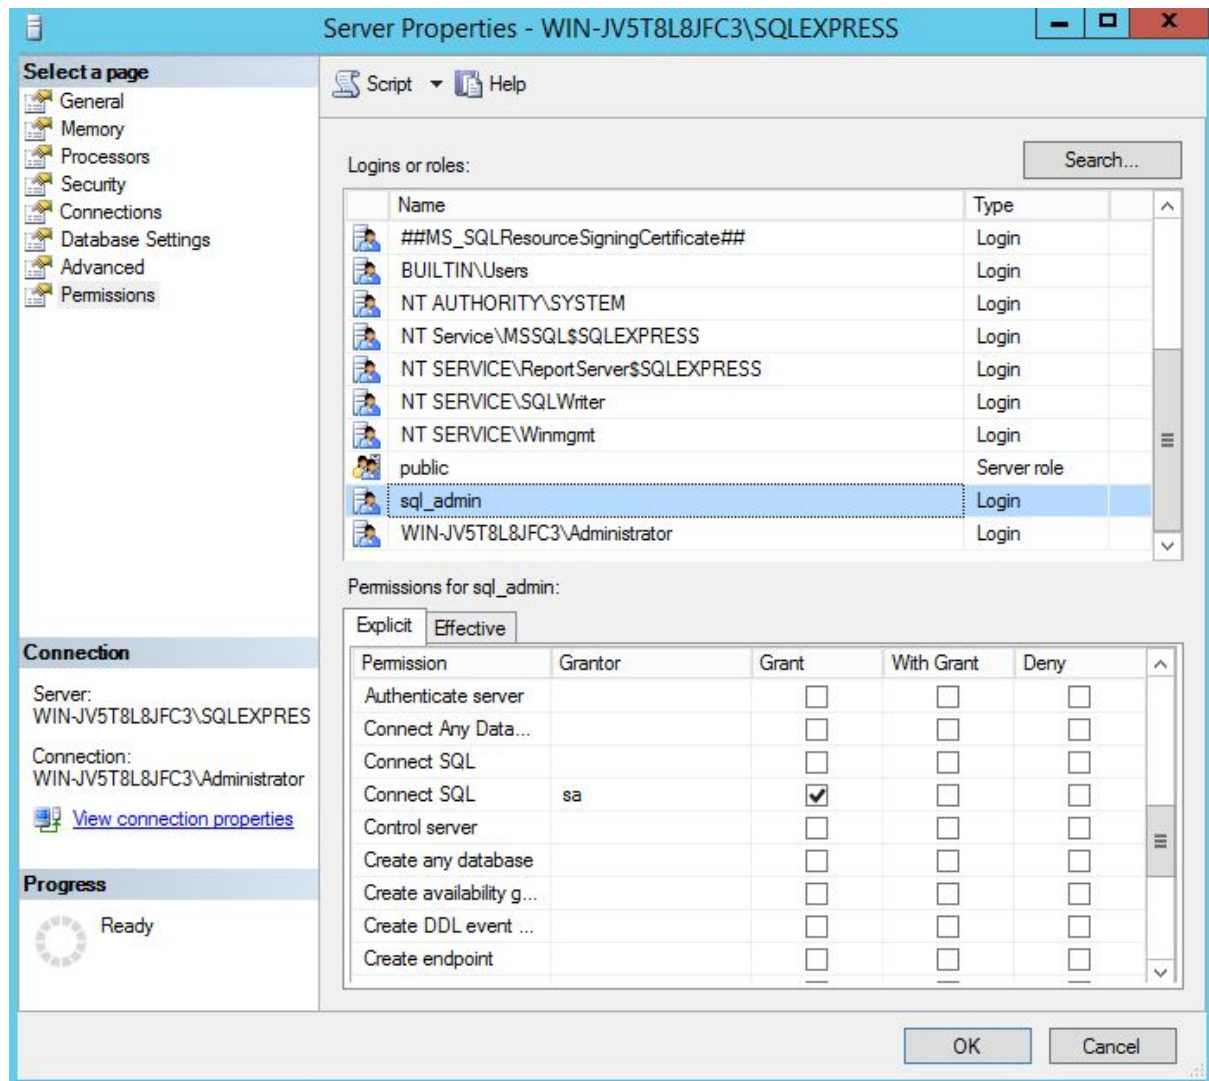 Server Properties - WIN-JV5T8L8JFC3\SQLEXPRESS
Select a page
General
Memory
Processors
Security
Connections
Database Settings
Advanced
Permissions
Connection
Server:
WIN-JV5T8L8JFC3\SQLEXPRES
Connection:
WIN-JV5T8L8JFC3\Administrator
View connection properties
Progress
Ready
Script Help
Logins or roles: Search...
Name Type
##MS_SQLResourceSigningCertificate## Login
BUILTIN\Users Login
NT AUTHORITY\SYSTEM Login
NT Service\MSSQL$SQLEXPRESS Login
NT SERVICE\ReportServer$SQLEXPRESS Login
NT SERVICE\SQLWriter Login
NT SERVICE\Winmgmt Login
public Server role
sql_admin Login
WIN-JV5T8L8JFC3\Administrator Login
Permissions for sql_admin:
Explicit Effective
Permission Grantor Grant With Grant Deny
Authenticate server
Connect Any Data...
Connect SQL
Connect SQL sa
Control server
Create any database
Create availability g...
Create DDL event ...
Create endpoint
OK Cancel